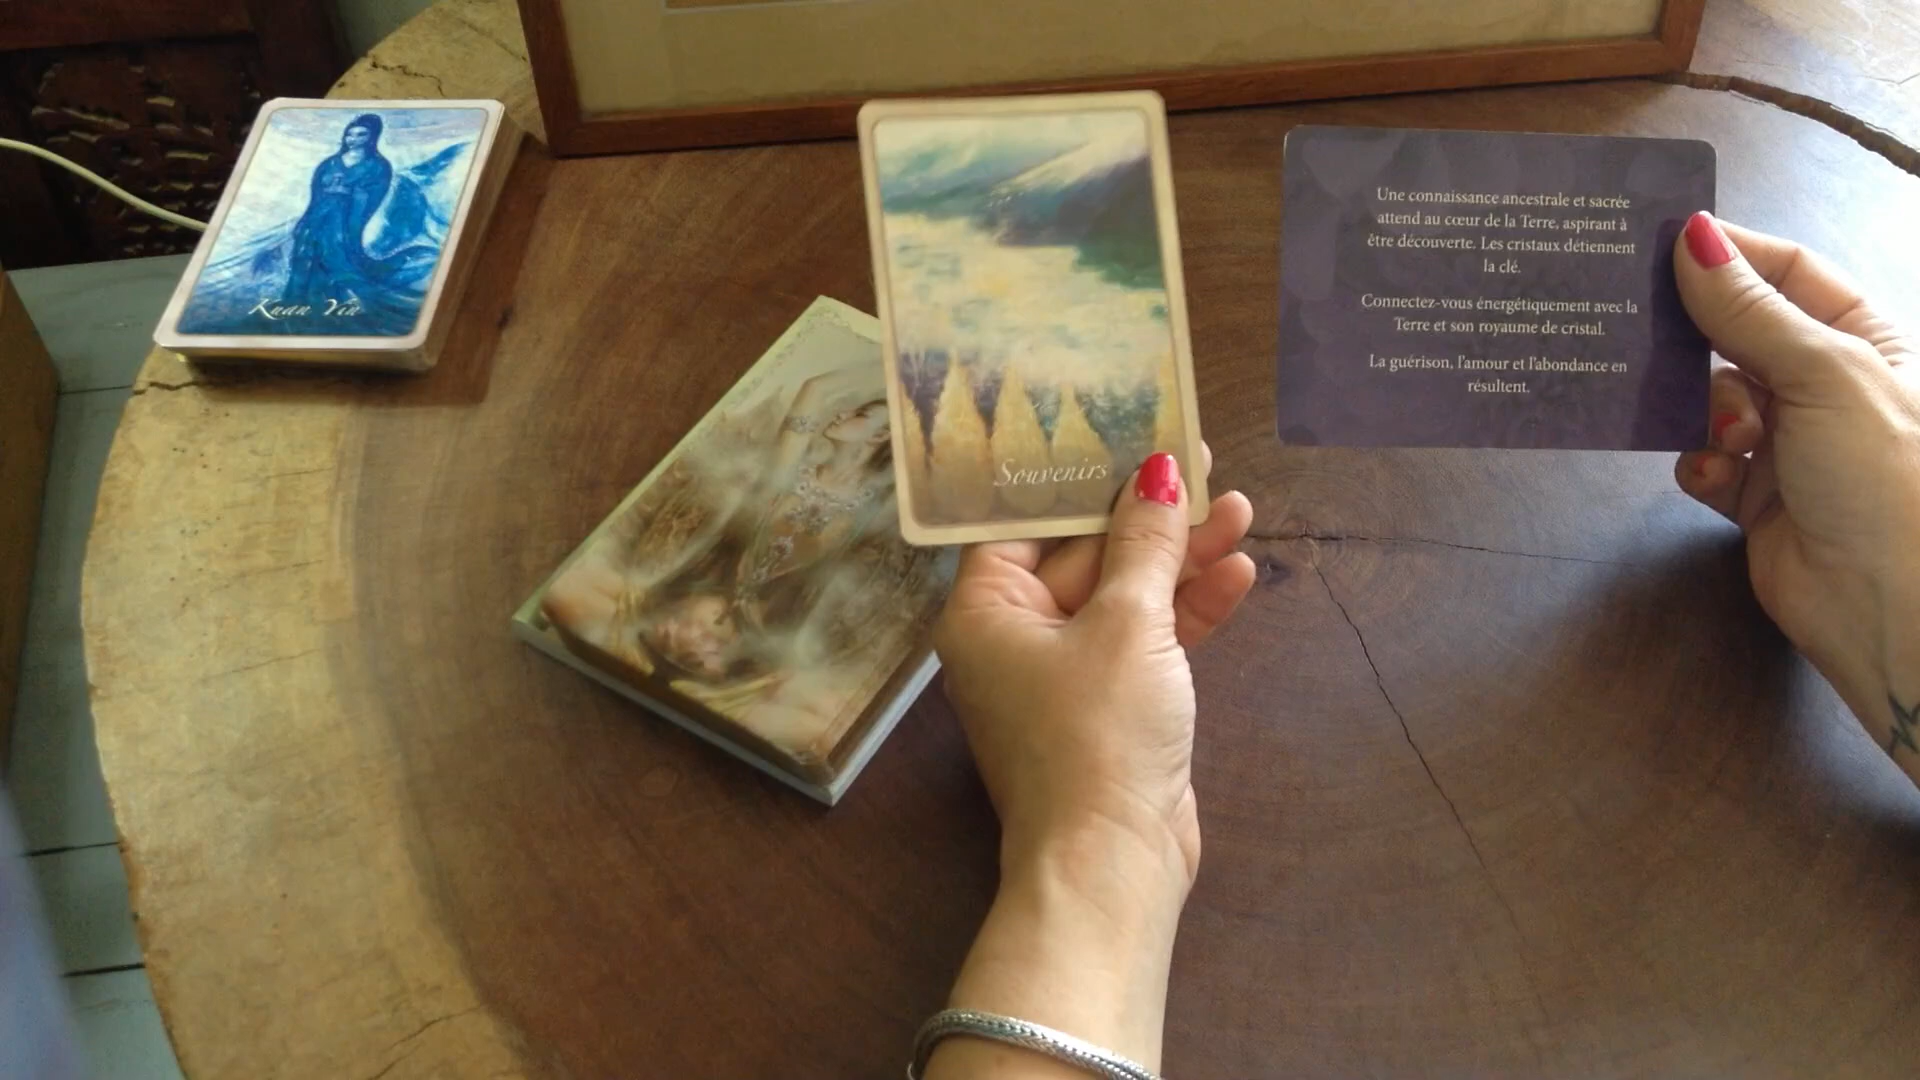 Kuan Yin
Souvenirs
Une connaissance ancestrale et sacrée
attend au cœur de la Terre, aspirant à
être découverte. Les cristaux détiennent
la clé.
Connectez-vous énergétiquement avec la
Terre et son royaume de cristal.
La guérison, l'amour et l'abondance en
résultent.